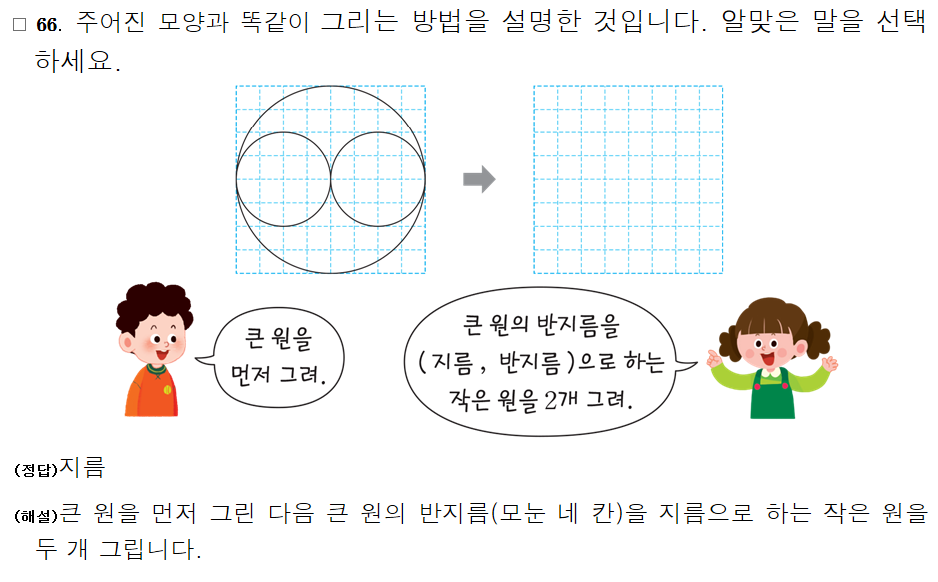 □ 66. 주어진 모양과 똑같이 그리는 방법을 설명한 것입니다. 알맞은 말을 선택
하세요.
큰 원을
먼저 그려.
큰 원의 반지름을
( 지름 , 반지름 )으로 하는
작은 원을 2개 그려.
(정답)지름
(해설)큰 원을 먼저 그린 다음 큰 원의 반지름(모눈 네 칸)을 지름으로 하는 작은 원을
두 개 그립니다.